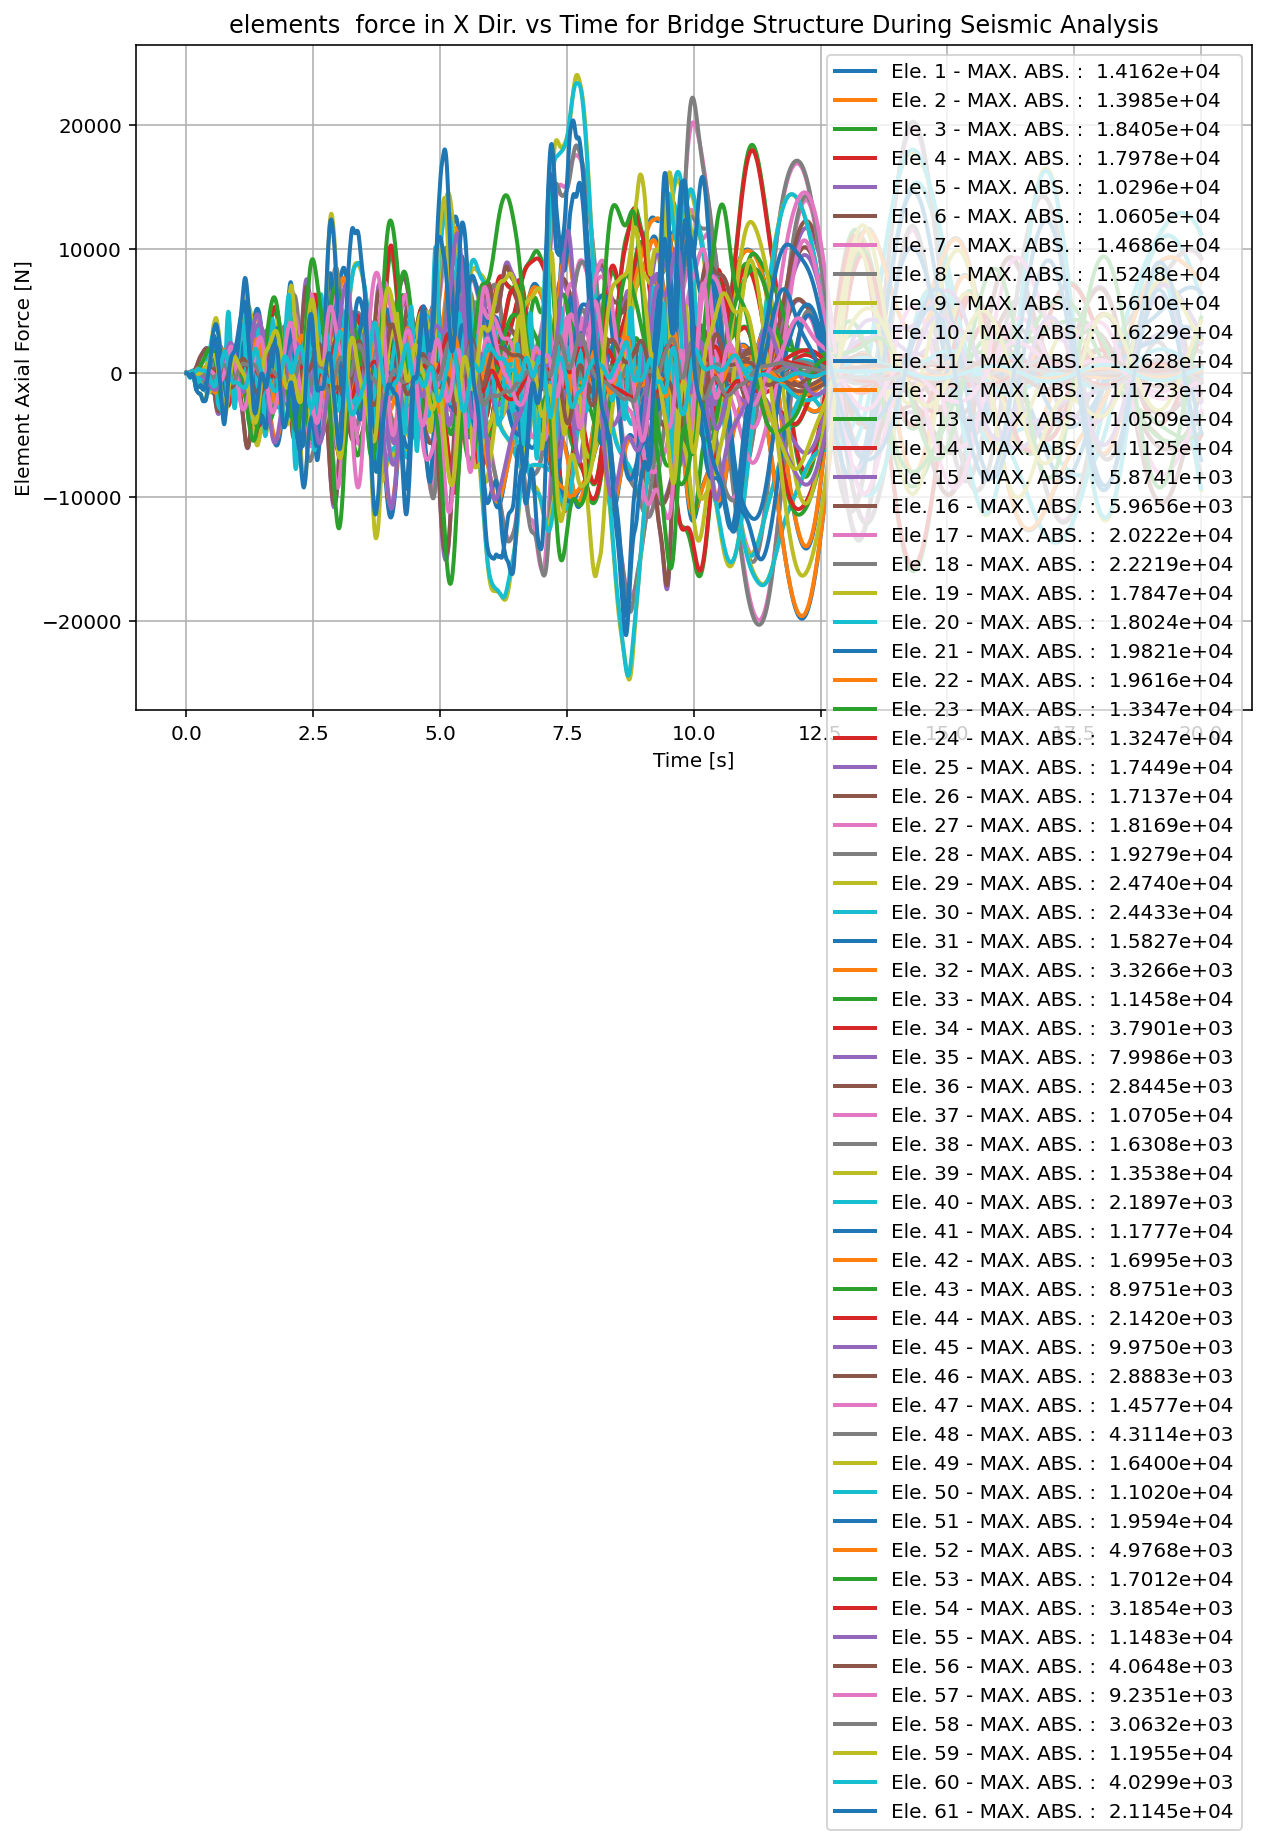 elements  force in X Dir. vs Time for Bridge Structure During Seismic Analysis
Element Axial Force [N]
20000
10000
0
−10000
−20000
0.0 2.5 5.0 7.5 10.0 12.5 15.0 17.5 20.0
Time [s]
Ele. 1 - MAX. ABS. :  1.4162e+04
Ele. 2 - MAX. ABS. :  1.3985e+04
Ele. 3 - MAX. ABS. :  1.8405e+04
Ele. 4 - MAX. ABS. :  1.7978e+04
Ele. 5 - MAX. ABS. :  1.0296e+04
Ele. 6 - MAX. ABS. :  1.0605e+04
Ele. 7 - MAX. ABS. :  1.4686e+04
Ele. 8 - MAX. ABS. :  1.5248e+04
Ele. 9 - MAX. ABS. :  1.5610e+04
Ele. 10 - MAX. ABS. :  1.6229e+04
Ele. 11 - MAX. ABS. :  1.2628e+04
Ele. 12 - MAX. ABS. :  1.1723e+04
Ele. 13 - MAX. ABS. :  1.0509e+04
Ele. 14 - MAX. ABS. :  1.1125e+04
Ele. 15 - MAX. ABS. :  5.8741e+03
Ele. 16 - MAX. ABS. :  5.9656e+03
Ele. 17 - MAX. ABS. :  2.0222e+04
Ele. 18 - MAX. ABS. :  2.2219e+04
Ele. 19 - MAX. ABS. :  1.7847e+04
Ele. 20 - MAX. ABS. :  1.8024e+04
Ele. 21 - MAX. ABS. :  1.9821e+04
Ele. 22 - MAX. ABS. :  1.9616e+04
Ele. 23 - MAX. ABS. :  1.3347e+04
Ele. 24 - MAX. ABS. :  1.3247e+04
Ele. 25 - MAX. ABS. :  1.7449e+04
Ele. 26 - MAX. ABS. :  1.7137e+04
Ele. 27 - MAX. ABS. :  1.8169e+04
Ele. 28 - MAX. ABS. :  1.9279e+04
Ele. 29 - MAX. ABS. :  2.4740e+04
Ele. 30 - MAX. ABS. :  2.4433e+04
Ele. 31 - MAX. ABS. :  1.5827e+04
Ele. 32 - MAX. ABS. :  3.3266e+03
Ele. 33 - MAX. ABS. :  1.1458e+04
Ele. 34 - MAX. ABS. :  3.7901e+03
Ele. 35 - MAX. ABS. :  7.9986e+03
Ele. 36 - MAX. ABS. :  2.8445e+03
Ele. 37 - MAX. ABS. :  1.0705e+04
Ele. 38 - MAX. ABS. :  1.6308e+03
Ele. 39 - MAX. ABS. :  1.3538e+04
Ele. 40 - MAX. ABS. :  2.1897e+03
Ele. 41 - MAX. ABS. :  1.1777e+04
Ele. 42 - MAX. ABS. :  1.6995e+03
Ele. 43 - MAX. ABS. :  8.9751e+03
Ele. 44 - MAX. ABS. :  2.1420e+03
Ele. 45 - MAX. ABS. :  9.9750e+03
Ele. 46 - MAX. ABS. :  2.8883e+03
Ele. 47 - MAX. ABS. :  1.4577e+04
Ele. 48 - MAX. ABS. :  4.3114e+03
Ele. 49 - MAX. ABS. :  1.6400e+04
Ele. 50 - MAX. ABS. :  1.1020e+04
Ele. 51 - MAX. ABS. :  1.9594e+04
Ele. 52 - MAX. ABS. :  4.9768e+03
Ele. 53 - MAX. ABS. :  1.7012e+04
Ele. 54 - MAX. ABS. :  3.1854e+03
Ele. 55 - MAX. ABS. :  1.1483e+04
Ele. 56 - MAX. ABS. :  4.0648e+03
Ele. 57 - MAX. ABS. :  9.2351e+03
Ele. 58 - MAX. ABS. :  3.0632e+03
Ele. 59 - MAX. ABS. :  1.1955e+04
Ele. 60 - MAX. ABS. :  4.0299e+03
Ele. 61 - MAX. ABS. :  2.1145e+04